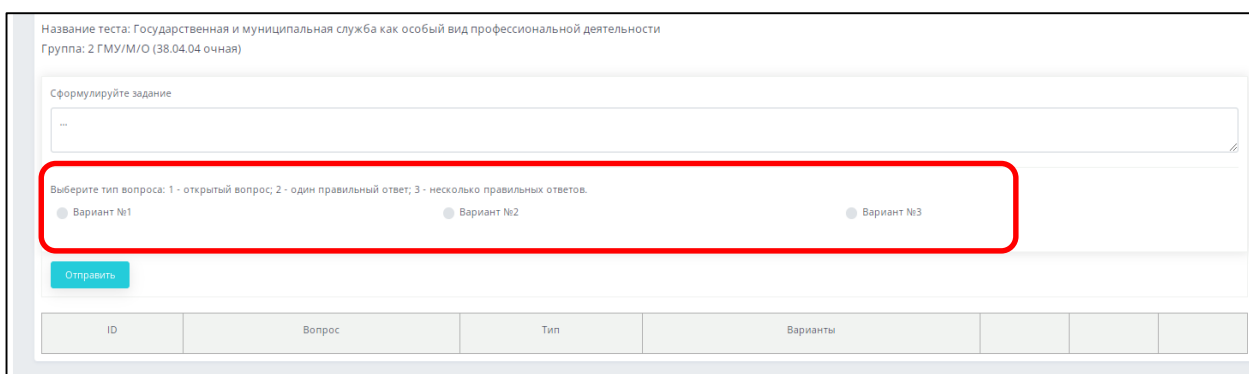 Название теста: Государственная и муниципальная служба как особый вид профессиональной деятельности
Группа: 2 ГМУ/М/О (38.04.04 очная)
Сформулируйте задание
...
Выберите тип вопроса: 1 - открытый вопрос; 2 - один правильный ответ; 3 - несколько правильных ответов.
Вариант №1 Вариант №2 Вариант №3
Отправить
ID Вопрос Тип Варианты